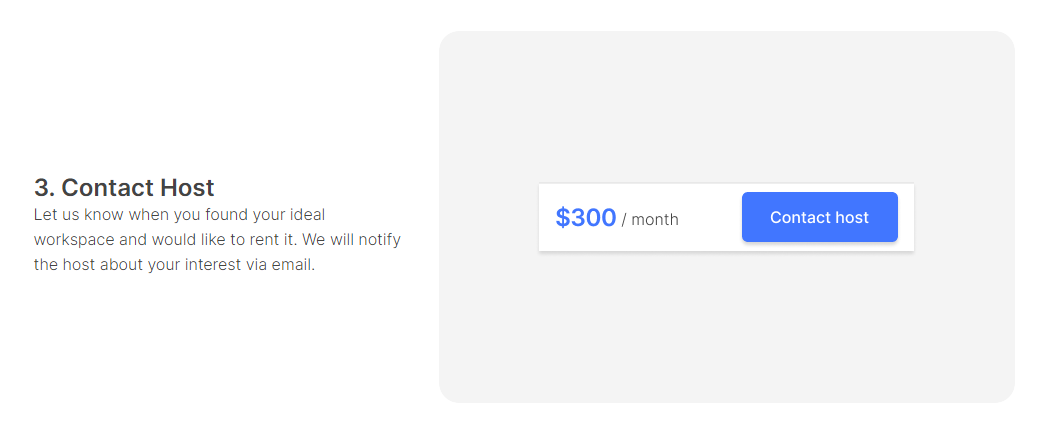 3. Contact Host
Let us know when you found your ideal
workspace and would like to rent it. We will notify
the host about your interest via email.
$300 / month
Contact host